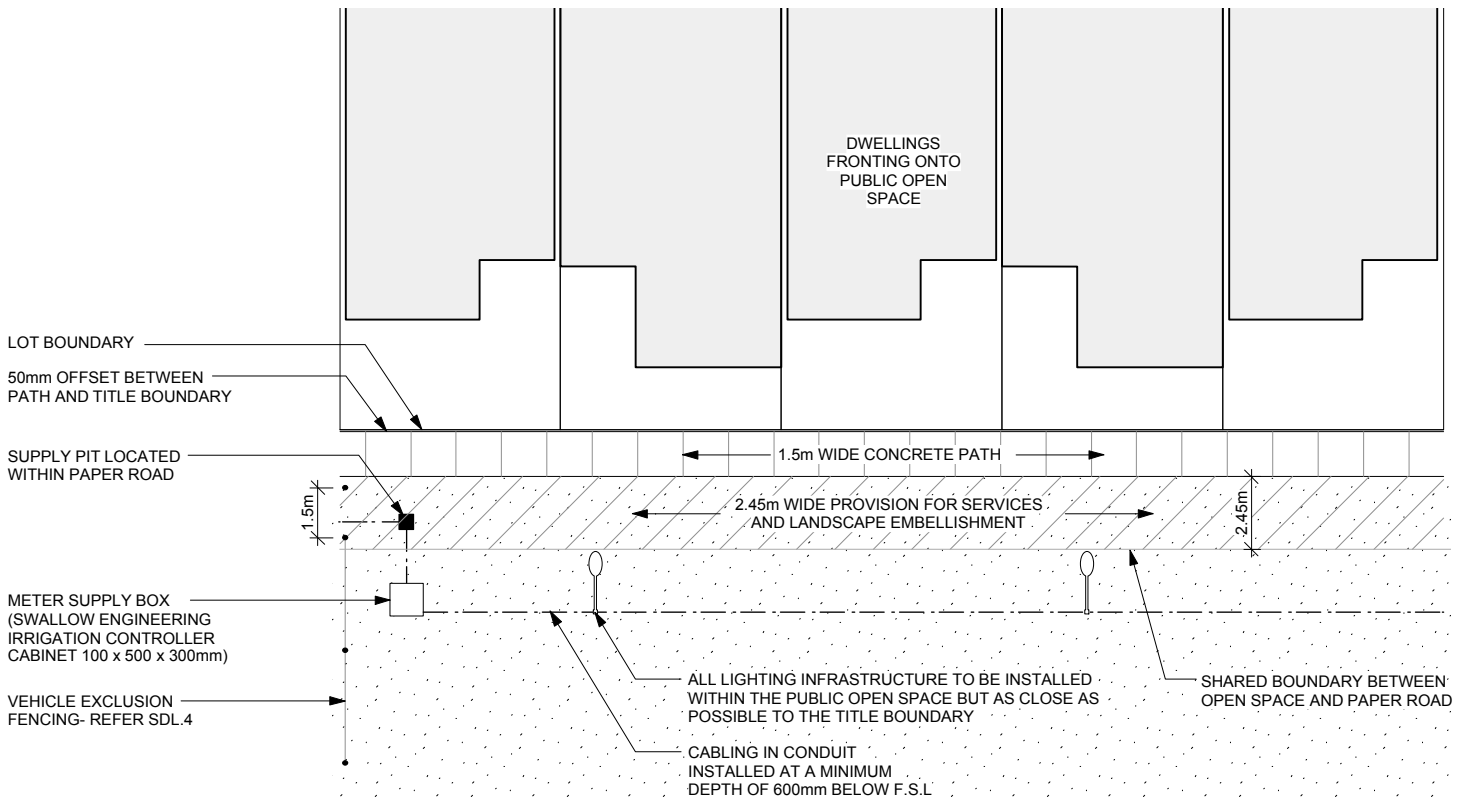 DWELLINGS
FRONTING ONTO
PUBLIC OPEN
SPACE
LOT BOUNDARY
50mm OFFSET BETWEEN
PATH AND TITLE BOUNDARY
SUPPLY PIT LOCATED
WITHIN PAPER ROAD
1.5m WIDE CONCRETE PATH
1.5m
2.45m WIDE PROVISION FOR SERVICES
AND LANDSCAPE EMBELLISHMENT
2.45m
METER SUPPLY BOX
(SWALLOW ENGINEERING
IRRIGATION CONTROLLER
CABINET 100 x 500 x 300mm)
VEHICLE EXCLUSION
FENCING- REFER SDL.4
ALL LIGHTING INFRASTRUCTURE TO BE INSTALLED
WITHIN THE PUBLIC OPEN SPACE BUT AS CLOSE AS
POSSIBLE TO THE TITLE BOUNDARY
SHARED BOUNDARY BETWEEN
OPEN SPACE AND PAPER ROAD
CABLING IN CONDUIT
INSTALLED AT A MINIMUM
DEPTH OF 600mm BELOW F.S.L